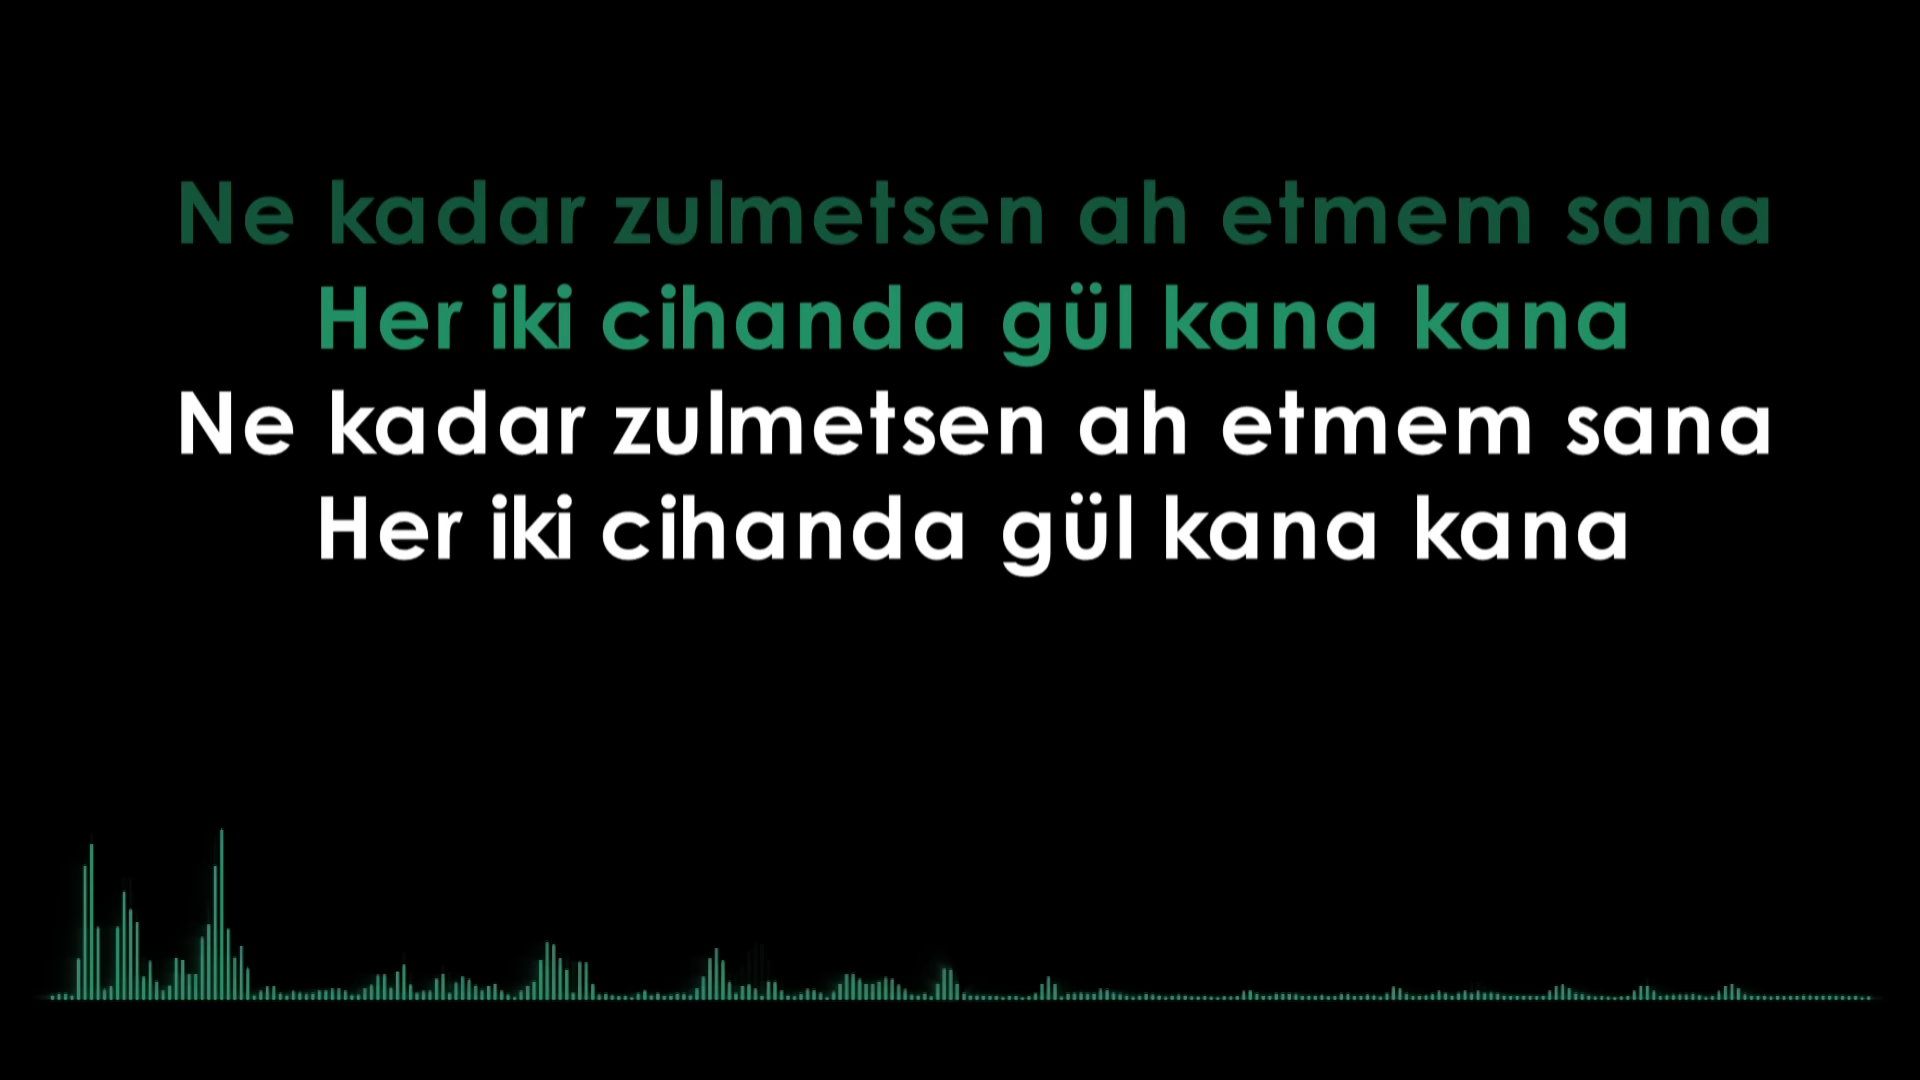 Ne kadar zulmetsen ah etmem sana
Her iki cihanda gül kana kana
Ne kadar zulmetsen ah etmem sana
Her iki cihanda gül kana kana